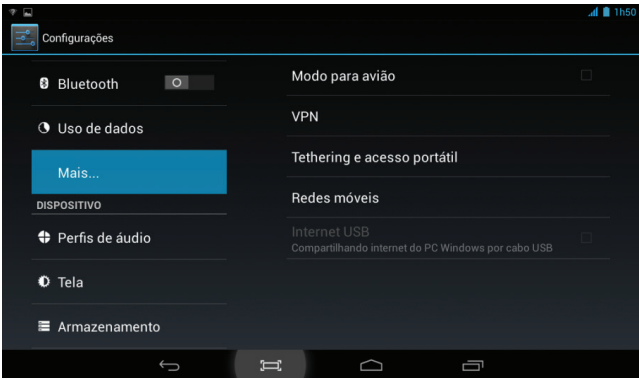 1h50
Configurações
Bluetooth
Uso de dados
Mais...
DISPOSITIVO
Perfis de áudio
Tela
Armazenamento
Modo para avião
VPN
Tethering e acesso portátil
Redes móveis
Internet USB
Compartilhando internet do PC Windows por cabo USB